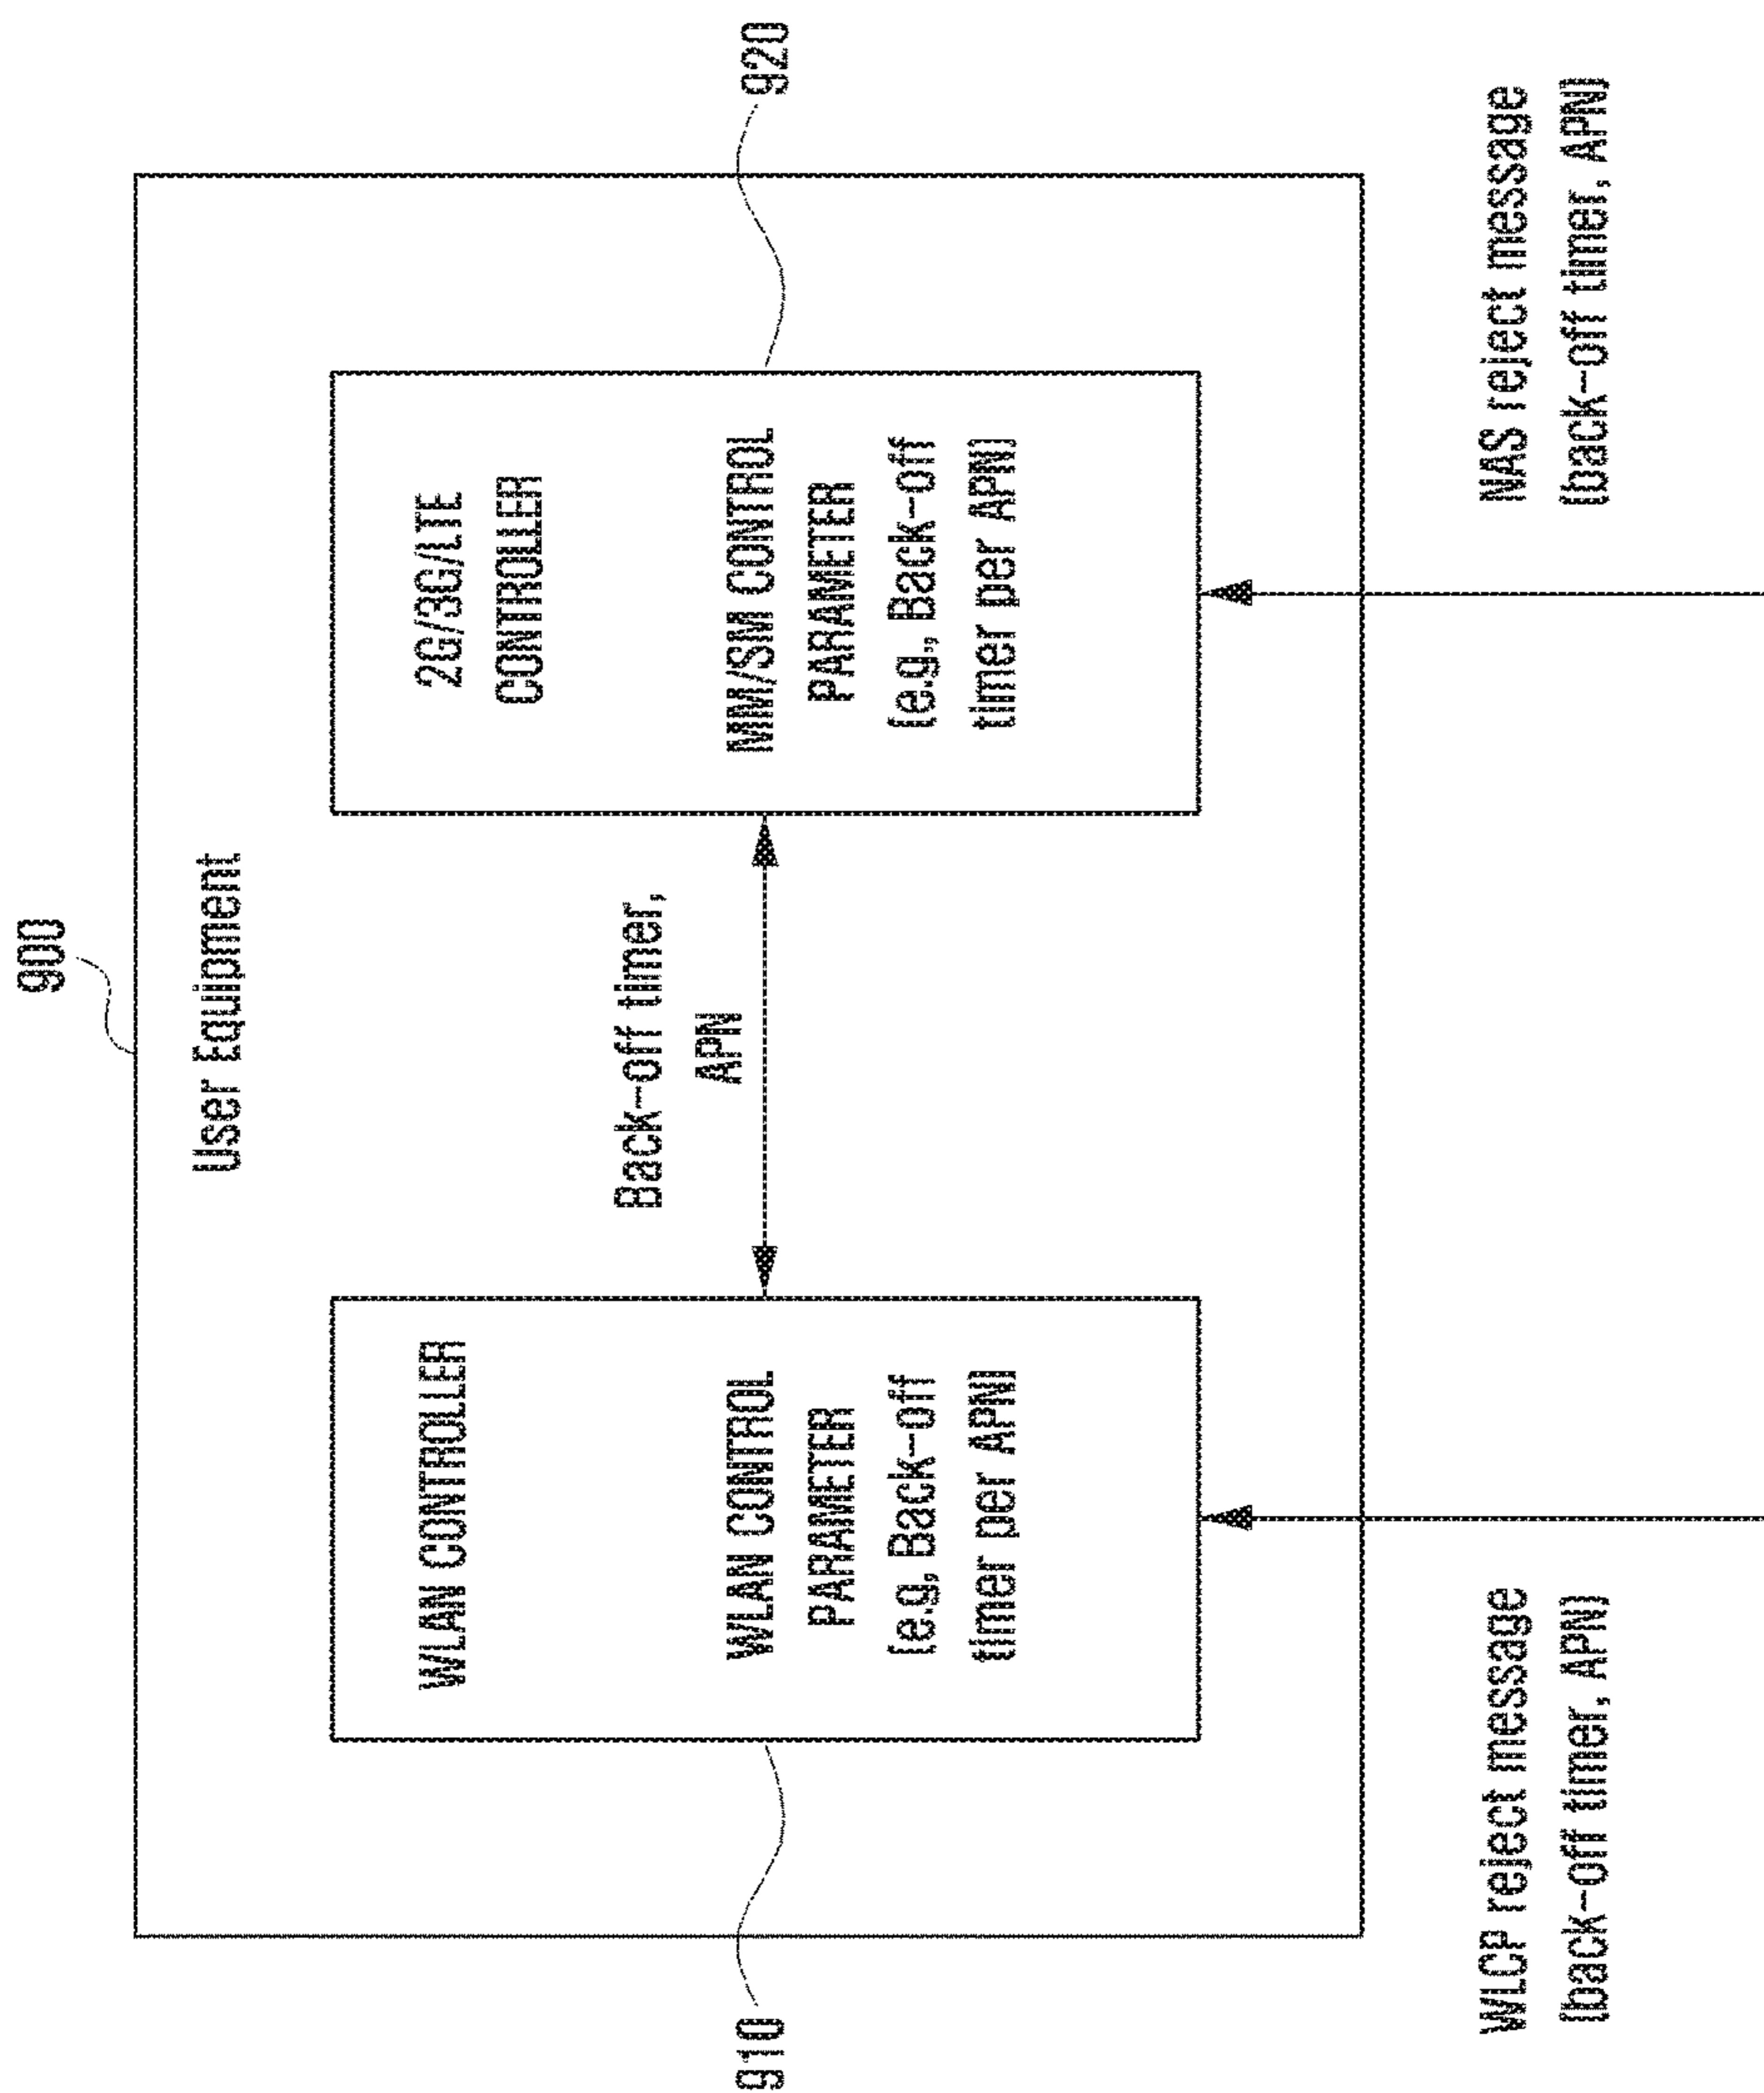 900
User Equipment
910
WLAN CONTROLLER
WLAN CONTROL
PARAMETER
(e.g, Back-off
timer per APN)
Back-off timer,
APN
2G/3G/LTE
CONTROLLER
MM/SM CONTROL
PARAMETER
(e.g., Back-off
timer per APN)
920
WLCP reject message
(back-off timer, APN)
NAS reject message
(back-off timer, APN)